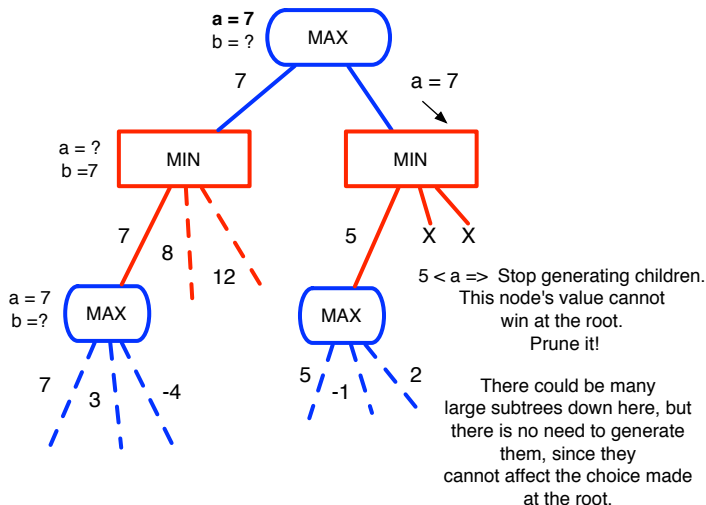 a = 7
b = ?
MAX
7
a = 7
a = ?
b =7
MIN
MIN
7
8
12
5
X X
a = 7
b =?
MAX
MAX
5 < a => Stop generating children.
This node's value cannot
win at the root.
Prune it!
7
3
-4
5
-1
2
There could be many
large subtrees down here, but
there is no need to generate
them, since they
cannot affect the choice made
at the root.